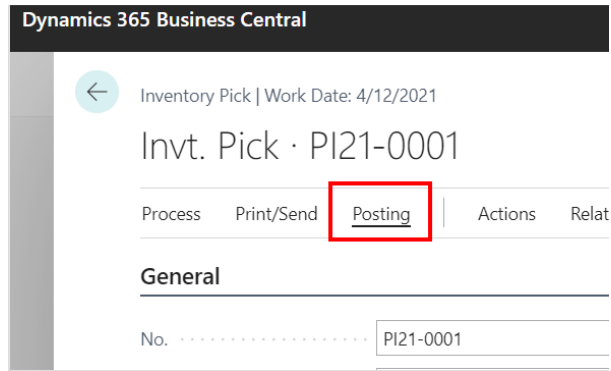 Dynamics 365 Business Central
Inventory Pick | Work Date: 4/12/2021
Invt. Pick · PI21-0001
Process Print/Send Posting | Actions Relat
General
No. PI21-0001